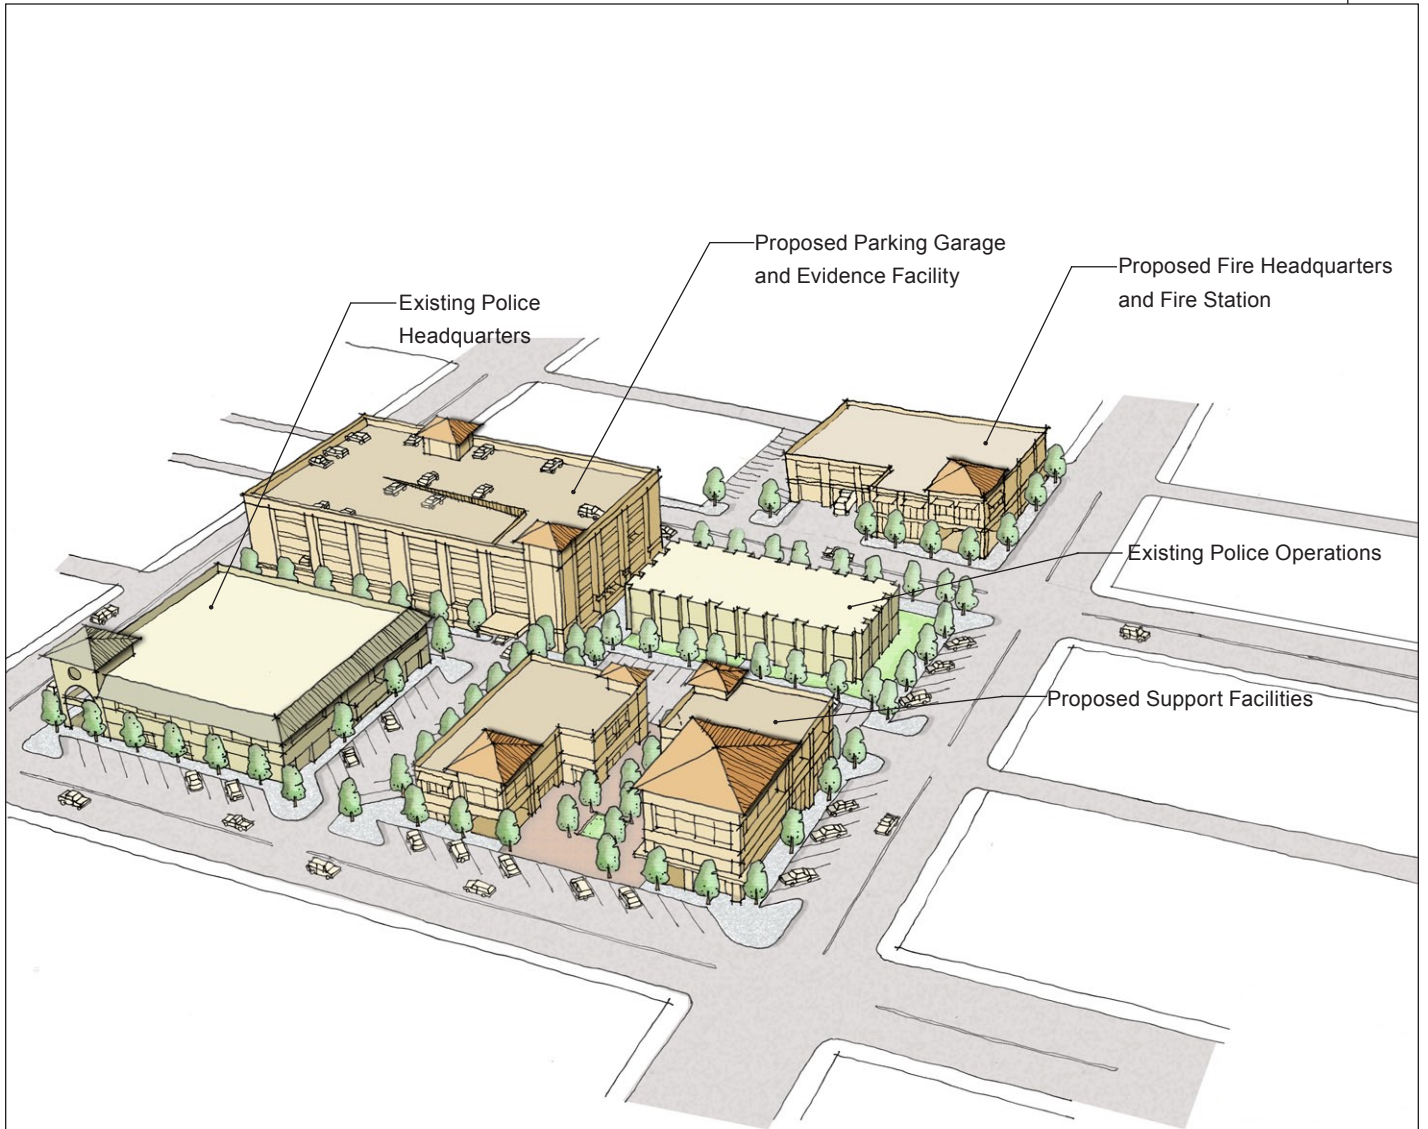 Proposed Parking Garage
and Evidence Facility
Proposed Fire Headquarters
and Fire Station
Existing Police
Headquarters
Existing Police Operations
Proposed Support Facilities